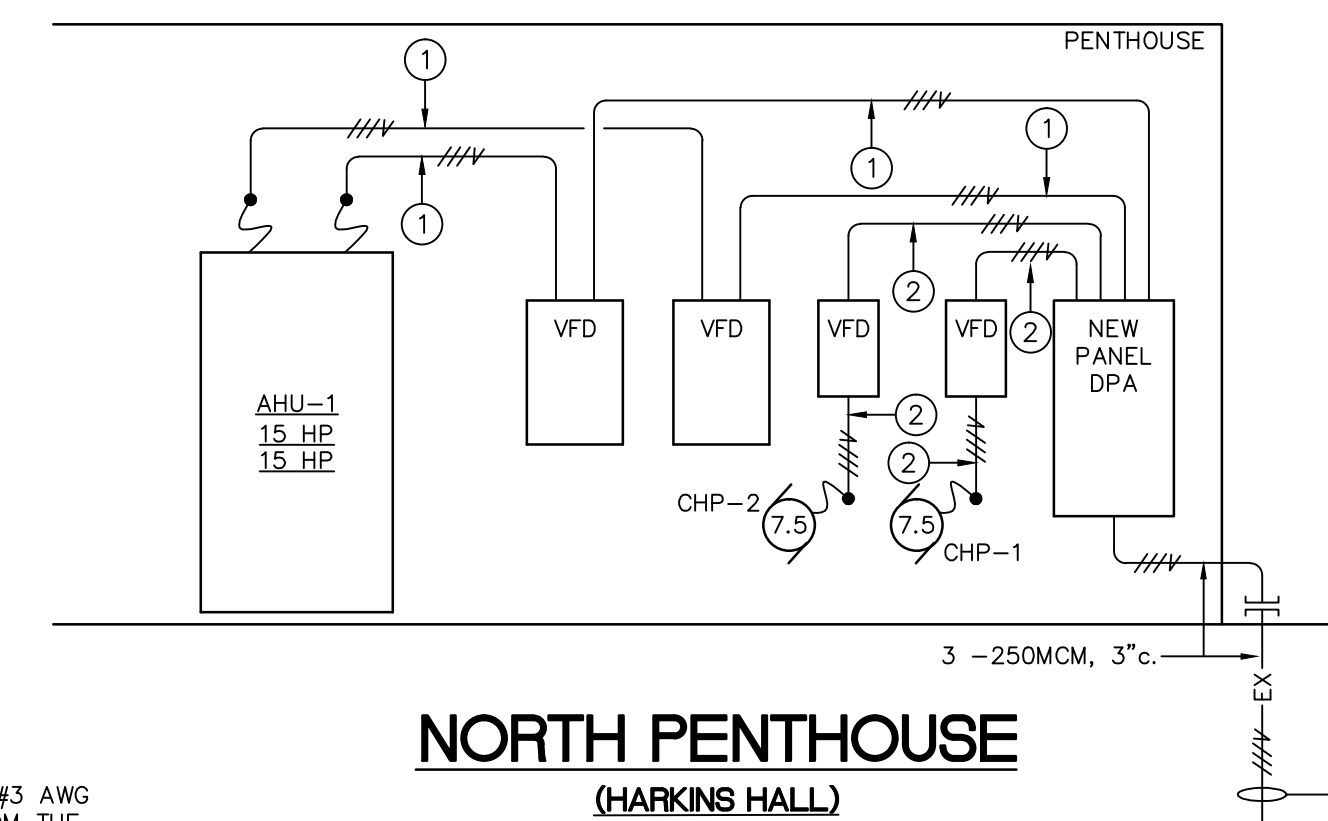 PENTHOUSE
1
1
1
1
2
2
VFD
VFD
VFD
VFD
NEW
PANEL
DPA
AHU-1
15 HP
15 HP
2
2
CHP-2
7.5
7.5
CHP-1
3 -250MCM, 3"c.
EX
NORTH PENTHOUSE
(HARKINS HALL)
#3 AWG
THE